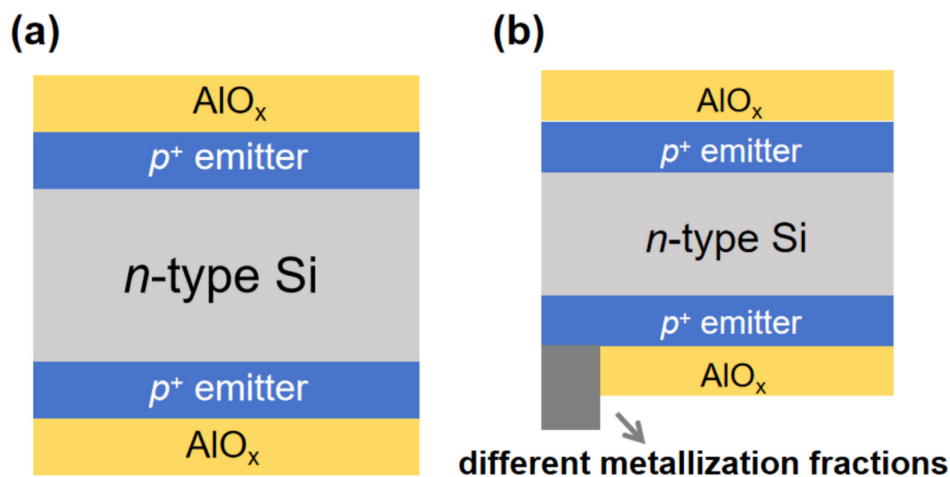 (a)
AlOₓ
p⁺ emitter
n-type Si
p⁺ emitter
AlOₓ
(b)
AlOₓ
p⁺ emitter
n-type Si
p⁺ emitter
AlOₓ
different metallization fractions